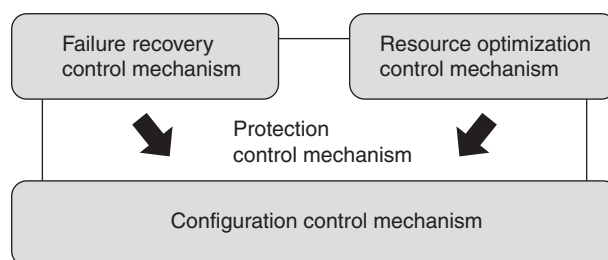 Failure recovery
control mechanism
Resource optimization
control mechanism
Protection
control mechanism
Configuration control mechanism